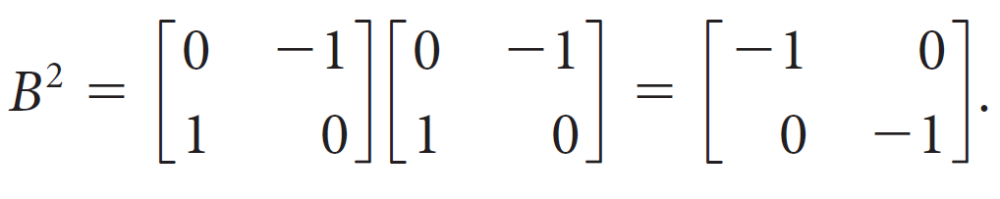 B² = [0 −1; 1 0] [0 −1; 1 0] = [−1 0; 0 −1].